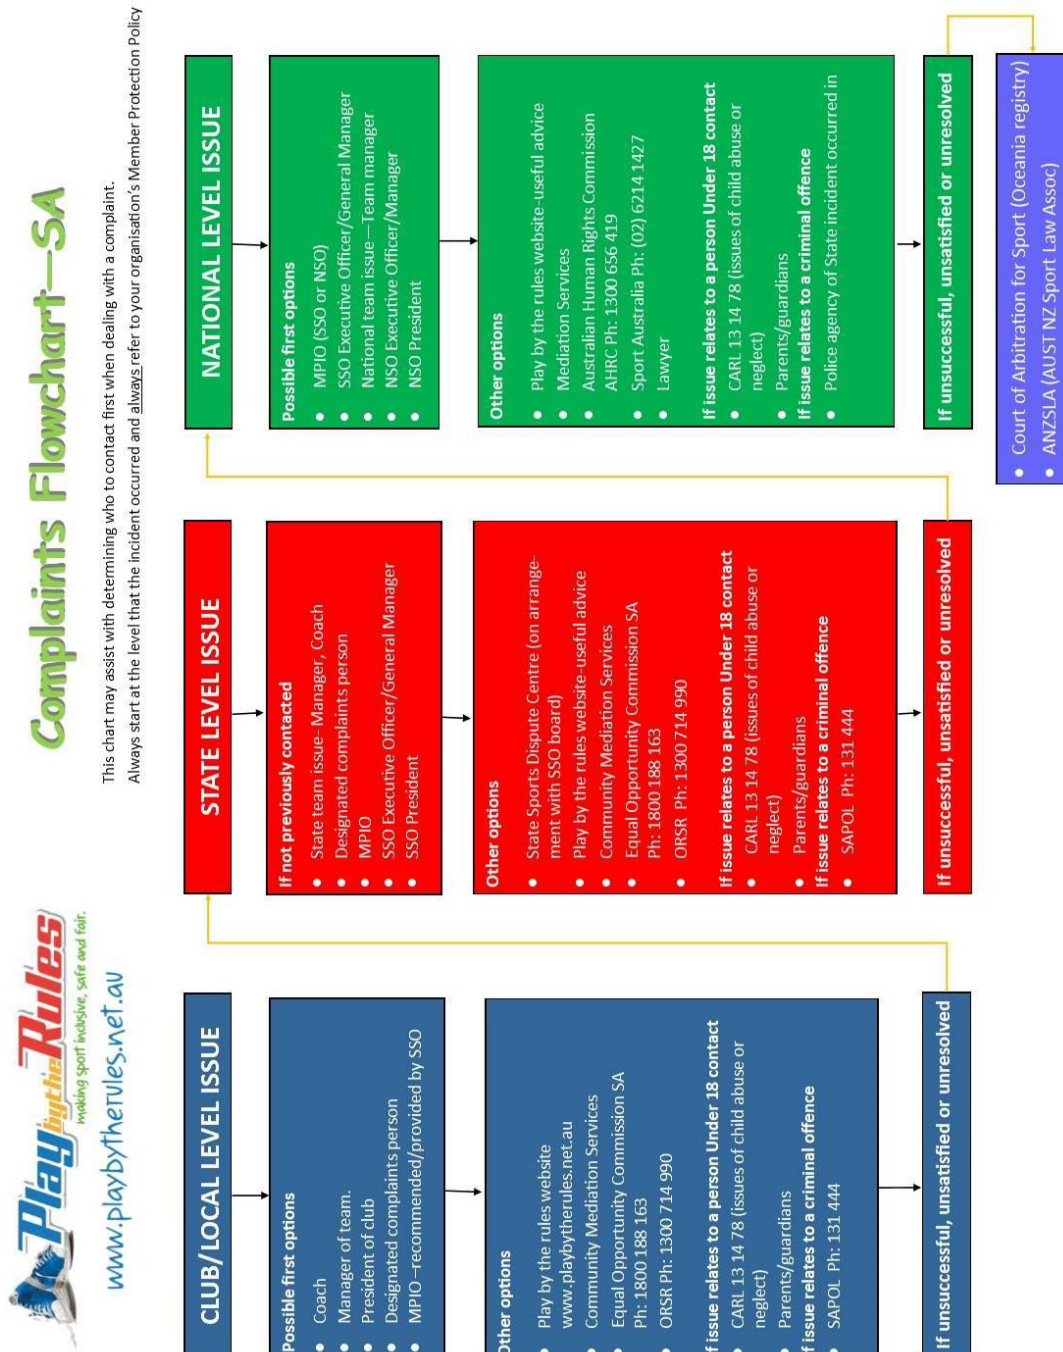 Play by the Rules
making sport inclusive, safe and fair.
www.playbytherules.net.au
Complaints Flowchart—SA
This chart may assist with determining who to contact first when dealing with a complaint.
Always start at the level that the incident occurred and always refer to your organisation's Member Protection Policy
CLUB/LOCAL LEVEL ISSUE
Possible first options
• Coach
• Manager of team.
• President of club
• Designated complaints person
• MPIO–recommended/provided by SSO
Other options
• Play by the rules website
www.playbytherules.net.au
• Community Mediation Services
• Equal Opportunity Commission SA
Ph: 1800 188 163
• ORSR Ph: 1300 714 990
If issue relates to a person Under 18 contact
• CARL 13 14 78 (issues of child abuse or
neglect)
• Parents/guardians
If issue relates to a criminal offence
• SAPOL Ph: 131 444
If unsuccessful, unsatisfied or unresolved
STATE LEVEL ISSUE
If not previously contacted
• State team issue- Manager, Coach
• Designated complaints person
• MPIO
• SSO Executive Officer/General Manager
• SSO President
Other options
• State Sports Dispute Centre (on arrange-
ment with SSO board)
• Play by the rules website-useful advice
• Community Mediation Services
• Equal Opportunity Commission SA
Ph: 1800 188 163
• ORSR Ph: 1300 714 990
If issue relates to a person Under 18 contact
• CARL 13 14 78 (issues of child abuse or
neglect)
• Parents/guardians
If issue relates to a criminal offence
• SAPOL Ph: 131 444
If unsuccessful, unsatisfied or unresolved
NATIONAL LEVEL ISSUE
Possible first options
• MPIO (SSO or NSO)
• SSO Executive Officer/General Manager
• National team issue—Team manager
• NSO Executive Officer/Manager
• NSO President
Other options
• Play by the rules website-useful advice
• Mediation Services
• Australian Human Rights Commission
AHRC Ph: 1300 656 419
• Sport Australia Ph: (02) 6214 1427
• Lawyer
If issue relates to a person Under 18 contact
• CARL 13 14 78 (issues of child abuse or
neglect)
• Parents/guardians
If issue relates to a criminal offence
• Police agency of State incident occurred in
If unsuccessful, unsatisfied or unresolved
• Court of Arbitration for Sport (Oceania registry)
• ANZSLA (AUST NZ Sport Law Assoc)